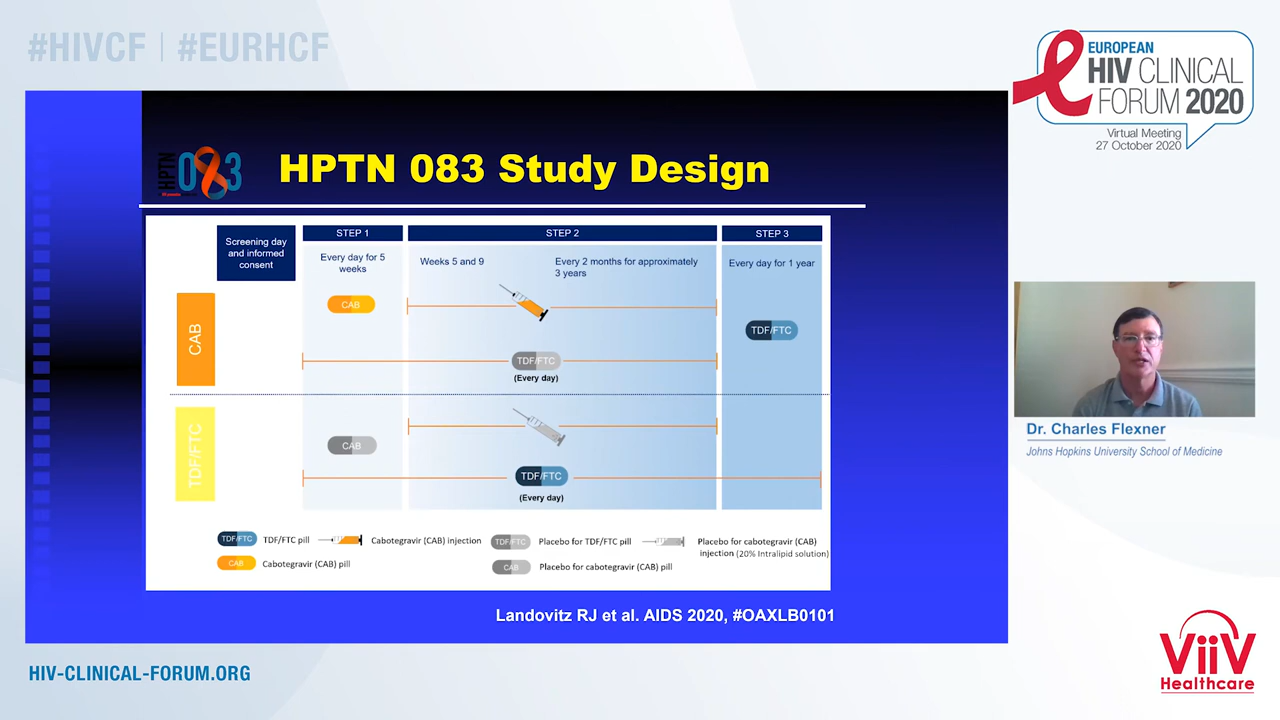 #HIVCF | #EURHCF
EUROPEAN
HIV CLINICAL
FORUM 2020
Virtual Meeting
27 October 2020
HPTN
083
HPTN 083 Study Design
Screening day
and informed
consent
STEP 1
STEP 2
STEP 3
Every day for 5
weeks
Weeks 5 and 9
Every 2 months for approximately
3 years
Every day for 1 year
CAB
CAB
TDF/FTC
TDF/FTC
(Every day)
TDF/FTC
CAB
TDF/FTC
(Every day)
TDF/FTC TDF/FTC pill
Cabotegravir (CAB) injection
TDF/FTC Placebo for TDF/FTC pill
Placebo for cabotegravir (CAB)
injection (20% Intralipid solution)
CAB Cabotegravir (CAB) pill
CAB Placebo for cabotegravir (CAB) pill
Landovitz RJ et al. AIDS 2020, #OAXLB0101
Dr. Charles Flexner
Johns Hopkins University School of Medicine
HIV-CLINICAL-FORUM.ORG
ViiV
Healthcare